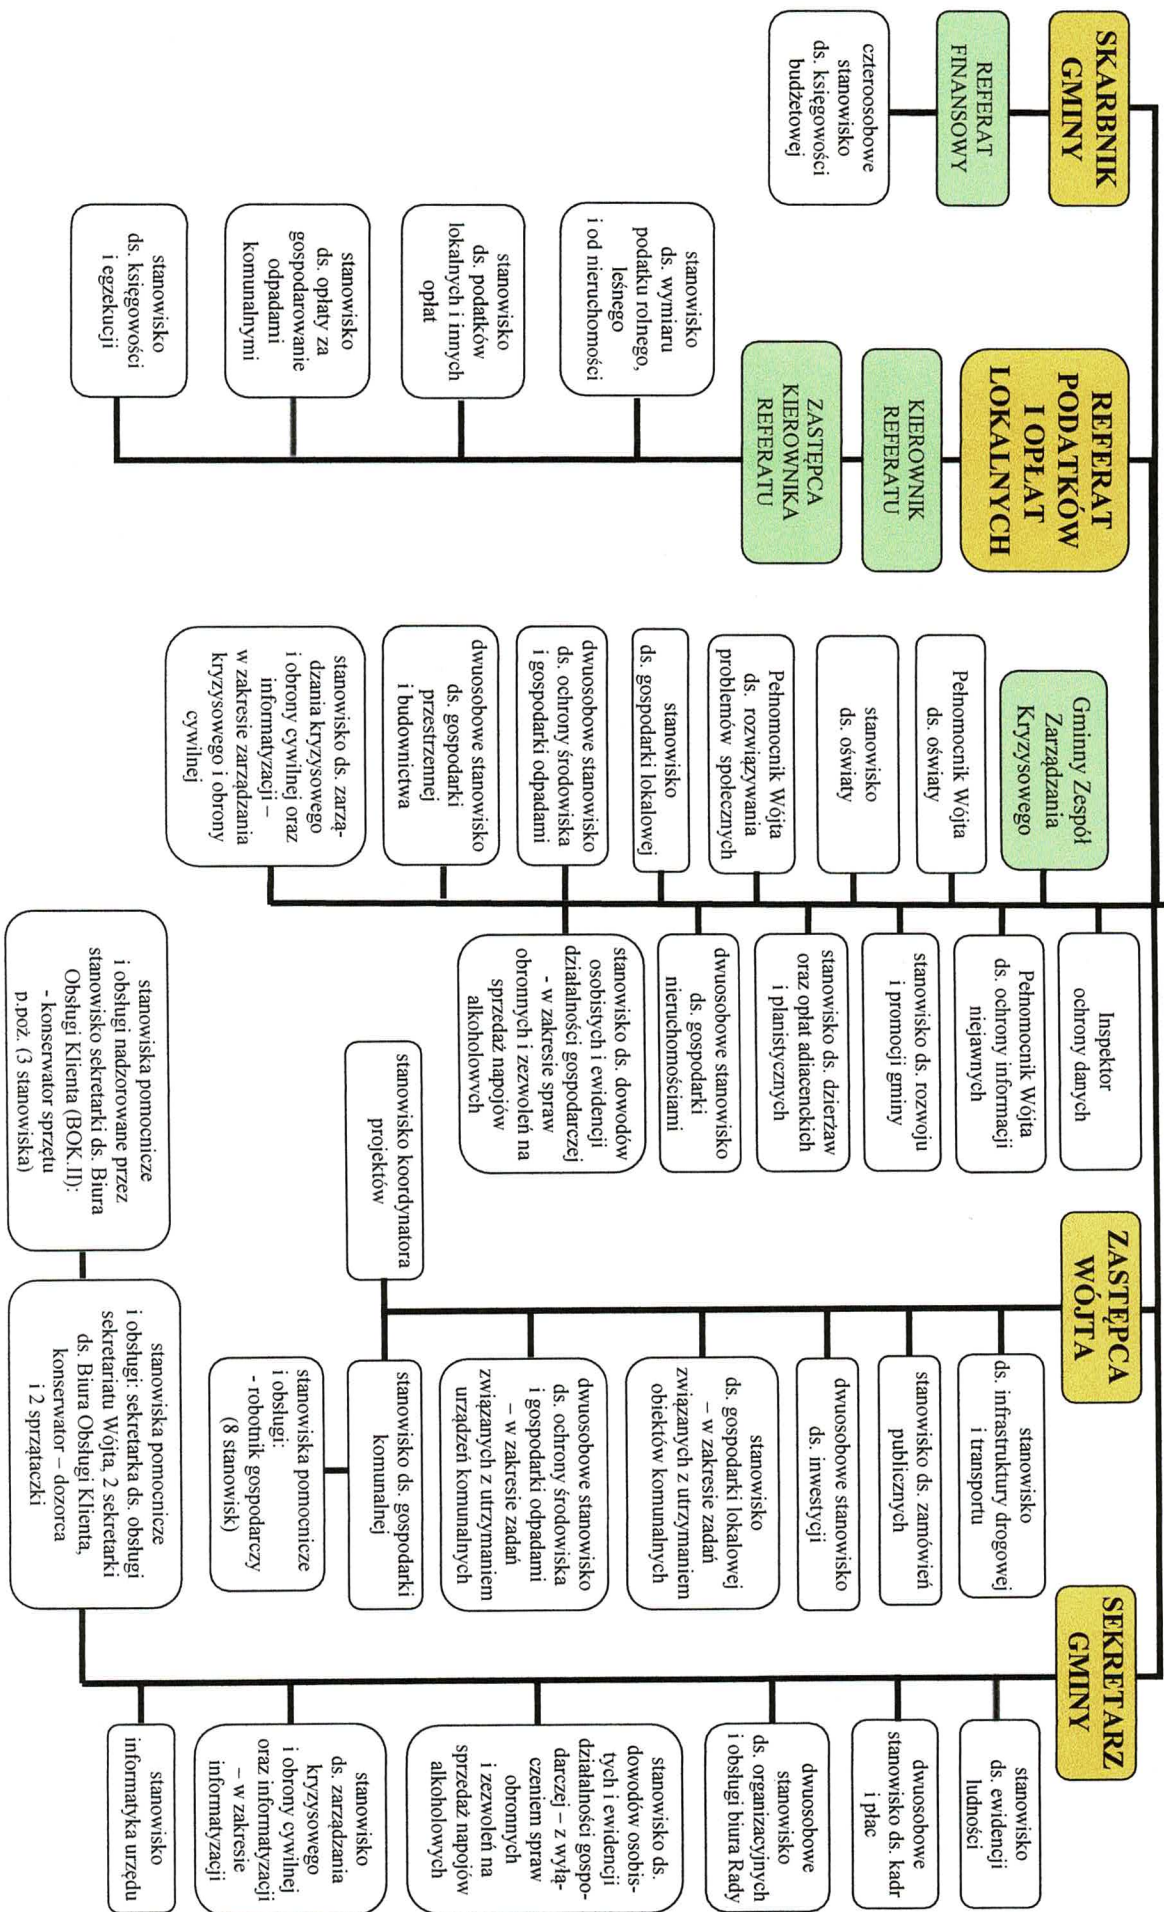 SKARBNIK
GMINY
REFERAT
FINANSOWY
czteroosobowe
stanowisko
ds. księgowości
budżetowej
REFERAT
PODATKÓW
I OPŁAT
LOKALNYCH
KIEROWNIK
REFERATU
ZASTĘPCA
KIEROWNIKA
REFERATU
stanowisko
ds. wymiaru
podatku rolnego,
leśnego
i od nieruchomości
stanowisko
ds. podatków
lokalnych i innych
opłat
stanowisko
ds. opłaty za
gospodarowanie
odpadami
komunalnymi
stanowisko
ds. księgowości
i egzekucji
Gminny Zespół
Zarządzania
Kryzysowego
Pełnomocnik Wójta
ds. oświaty
stanowisko
ds. oświaty
Pełnomocnik Wójta
ds. rozwiązywania
problemów społecznych
stanowisko
ds. gospodarki lokalowej
dwuosobowe stanowisko
ds. ochrony środowiska
i gospodarki odpadami
dwuosobowe stanowisko
ds. gospodarki
przestrzennej
i budownictwa
stanowisko ds. zarzą-
dzania kryzysowego
i obrony cywilnej oraz
informatyzacji –
w zakresie zarządzania
kryzysowego i obrony
cywilnej
Inspektor
ochrony danych
Pełnomocnik Wójta
ds. ochrony informacji
niejawnych
stanowisko ds. rozwoju
i promocji gminy
stanowisko ds. dzierżaw
oraz opłat adiacenckich
i planistycznych
dwuosobowe stanowisko
ds. gospodarki
nieruchomościami
stanowisko ds. dowodów
osobistych i ewidencji
działalności gospodarczej
- w zakresie spraw
obronnych i zezwoleń na
sprzedaż napojów
alkoholowych
ZASTĘPCA
WÓJTA
stanowisko
ds. infrastruktury drogowej
i transportu
stanowisko ds. zamówień
publicznych
dwuosobowe stanowisko
ds. inwestycji
stanowisko
ds. gospodarki lokalowej
– w zakresie zadań
związanych z utrzymaniem
obiektów komunalnych
dwuosobowe stanowisko
ds. ochrony środowiska
i gospodarki odpadami
– w zakresie zadań
związanych z utrzymaniem
urządzeń komunalnych
stanowisko koordynatora
projektów
stanowisko ds. gospodarki
komunalnej
stanowiska pomocnicze
i obsługi:
- robotnik gospodarczy
(8 stanowisk)
SEKRETARZ
GMINY
stanowisko
ds. ewidencji
ludności
dwuosobowe
stanowisko ds. kadr
i płac
dwuosobowe
stanowisko
ds. organizacyjnych
i obsługi biura Rady
stanowisko ds.
dowodów osobis-
tych i ewidencji
działalności gospo-
darczej – z wyłą-
czeniem spraw
obronnych
i zezwoleń na
sprzedaż napojów
alkoholowych
stanowisko
ds. zarządzania
kryzysowego
i obrony cywilnej
oraz informatyzacji
– w zakresie
informatyzacji
stanowisko
informatyka urzędu
stanowiska pomocnicze
i obsługi: sekretarka ds. obsługi
sekretariatu Wójta, 2 sekretarki
ds. Biura Obsługi Klienta,
konserwator – dozorca
i 2 sprzątaczki
stanowiska pomocnicze
i obsługi nadzorowane przez
stanowisko sekretarki ds. Biura
Obsługi Klienta (BOK.II):
- konserwator sprzętu
p.poż. (3 stanowiska)